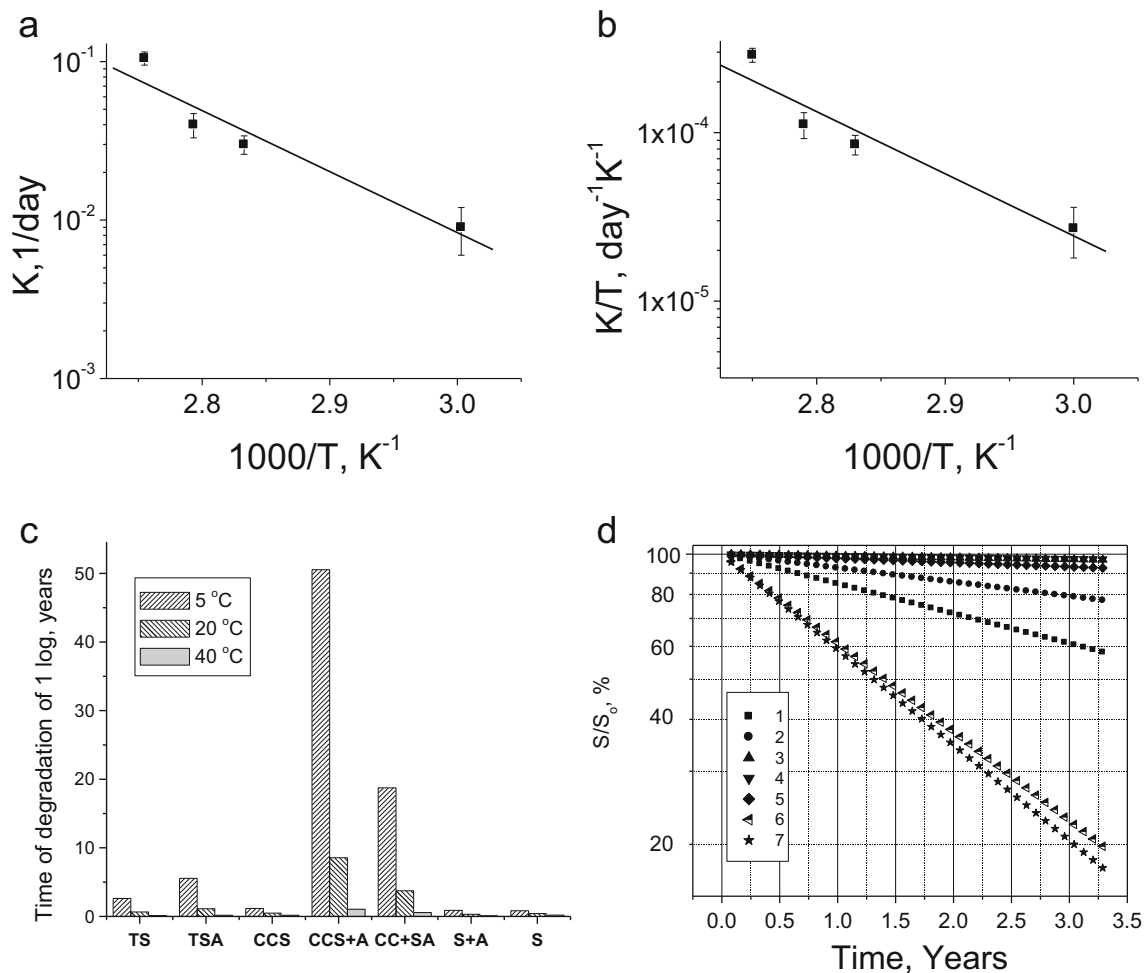 a
10⁻¹
10⁻²
10⁻³
K,1/day
2.8 2.9 3.0
1000/T, K⁻¹
b
1x10⁻⁴
1x10⁻⁵
K/T, day⁻¹K⁻¹
2.8 2.9 3.0
1000/T, K⁻¹
c
Time of degradation of 1 log, years
50
40
30
20
10
0
5 °C
20 °C
40 °C
TS TSA CCS CCS+A CC+SA S+A S
d
S/Sₒ, %
100
80
60
40
20
1
2
3
4
5
6
7
0.0 0.5 1.0 1.5 2.0 2.5 3.0 3.5
Time, Years